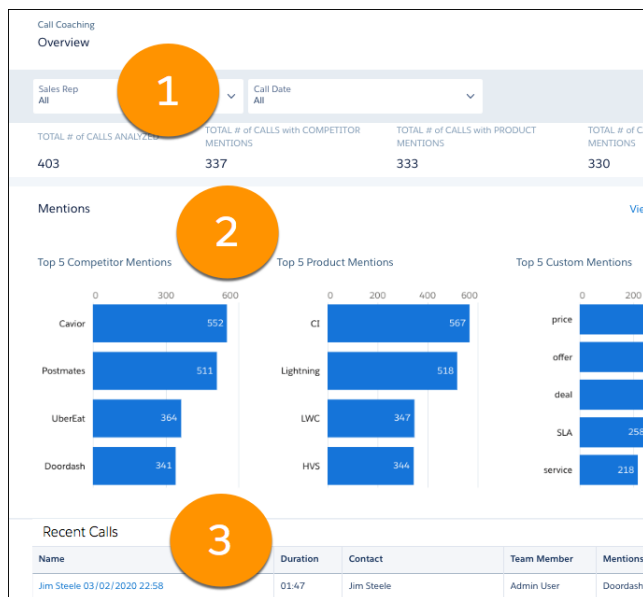 Call Coaching
Overview
1
Sales Rep
All
Call Date
All
TOTAL # of CALLS ANALYZED
403
TOTAL # of CALLS with COMPETITOR
MENTIONS
337
TOTAL # of CALLS with PRODUCT
MENTIONS
333
TOTAL # of C
MENTIONS
330
Mentions
2
Vie
Top 5 Competitor Mentions
0 300 600
Cavior 552
Postmates 511
UberEat 364
Doordash 341
Top 5 Product Mentions
0 200 400 600
CI 567
Lightning 518
LWC 347
HVS 344
Top 5 Custom Mentions
0 200
price
offer
deal
SLA 258
service 218
Recent Calls
3
Name Duration Contact Team Member Mentions
Jim Steele 03/02/2020 22:58 01:47 Jim Steele Admin User Doordash